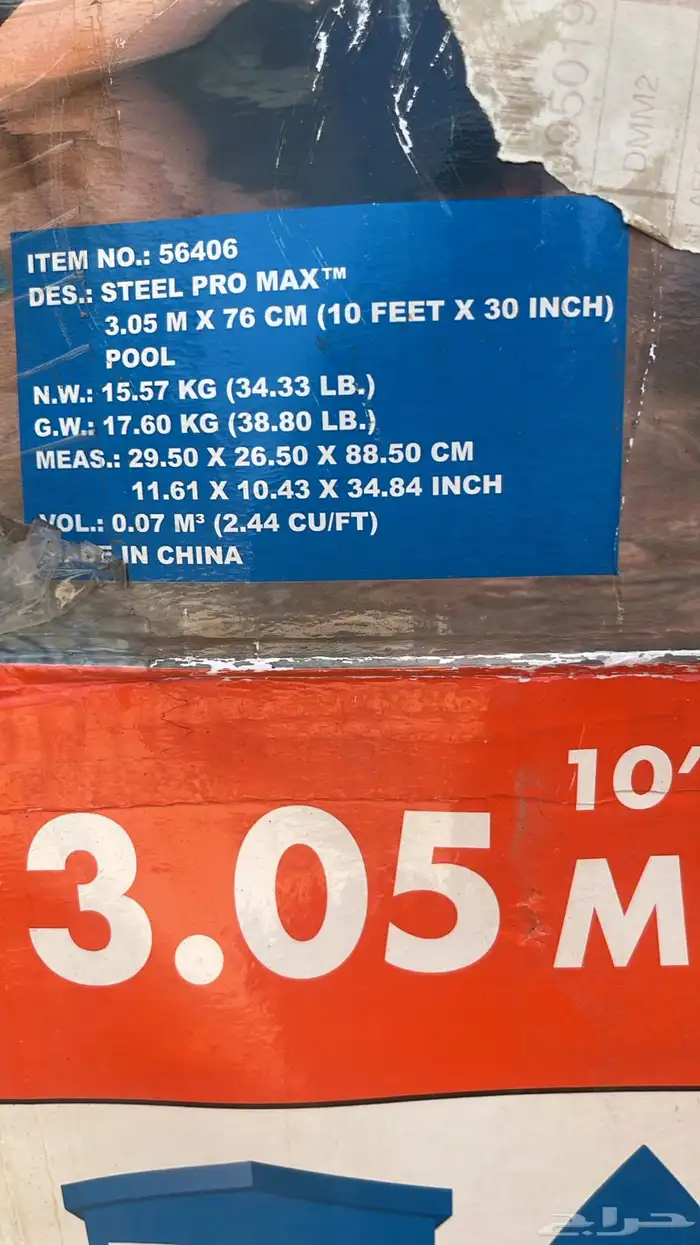 DMM2
ITEM NO.: 56406
DES.: STEEL PRO MAX™
3.05 M X 76 CM (10 FEET X 30 INCH)
POOL
N.W.: 15.57 KG (34.33 LB.)
G.W.: 17.60 KG (38.80 LB.)
MEAS.: 29.50 X 26.50 X 88.50 CM
11.61 X 10.43 X 34.84 INCH
VOL.: 0.07 M³ (2.44 CU/FT)
IN CHINA
10'
3.05 M
حراج